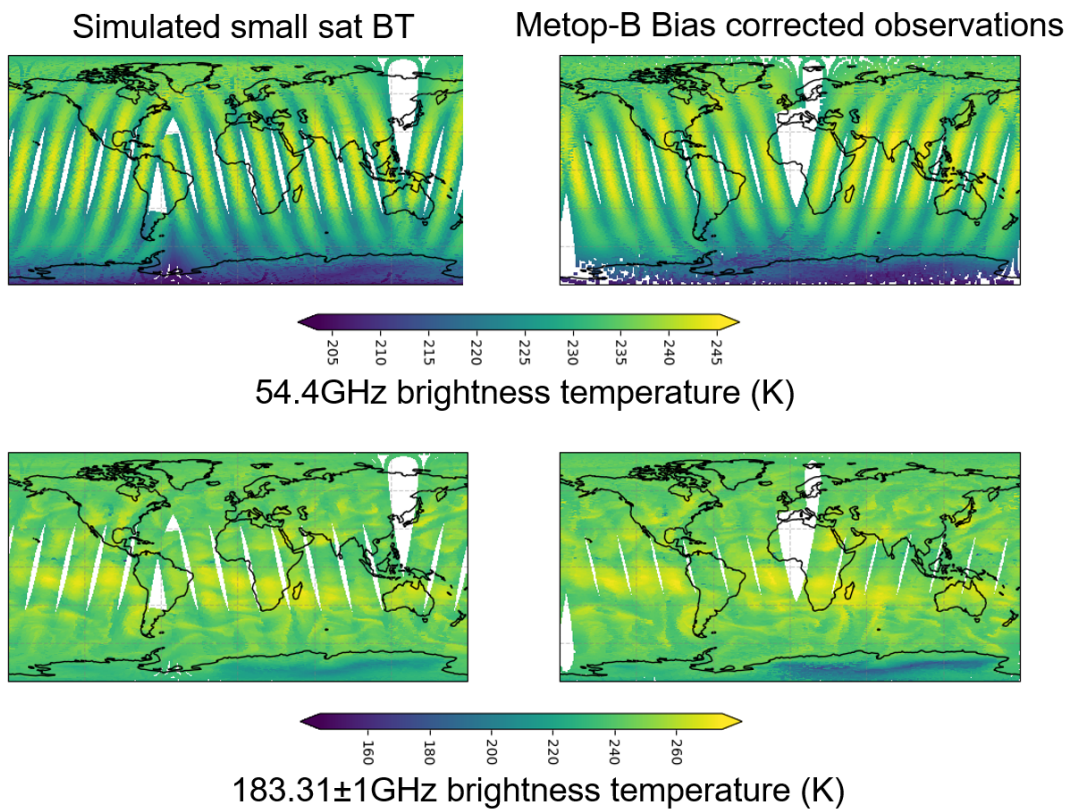 Simulated small sat BT
Metop-B Bias corrected observations
205 210 215 220 225 230 235 240 245
54.4GHz brightness temperature (K)
160 180 200 220 240 260
183.31±1GHz brightness temperature (K)